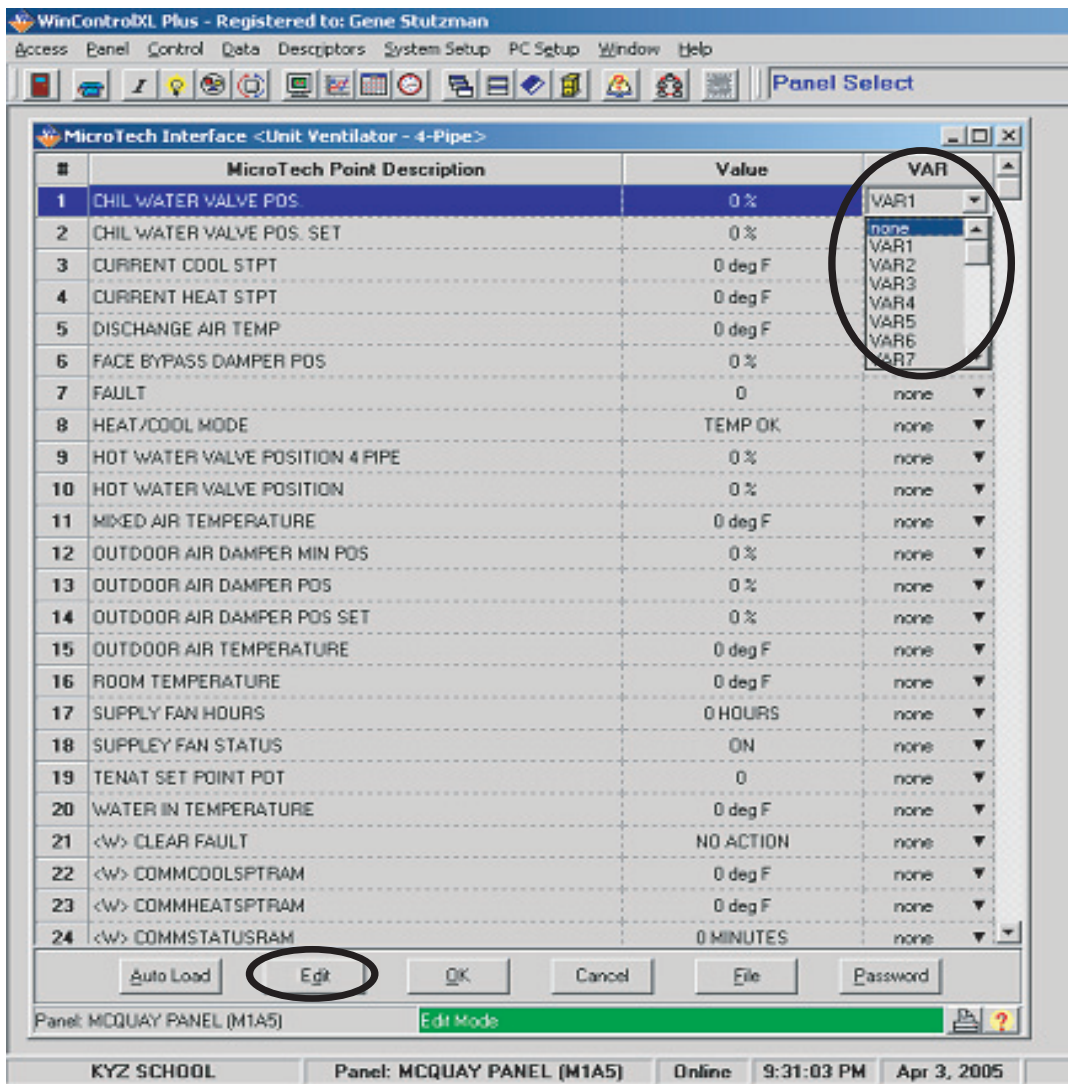 WinControlXL Plus - Registered to: Gene Stutzman
Access Panel Control Data Descriptors System Setup PC Setup Window Help
Panel Select
MicroTech Interface <Unit Ventilator - 4-Pipe>
# MicroTech Point Description Value VAR
1 CHIL WATER VALVE POS. 0 % VAR1
2 CHIL WATER VALVE POS. SET 0 %
3 CURRENT COOL STPT 0 deg F
4 CURRENT HEAT STPT 0 deg F
5 DISCHANGE AIR TEMP 0 deg F
6 FACE BYPASS DAMPER POS 0 %
none
VAR1
VAR2
VAR3
VAR4
VAR5
VAR6
VAR7
7 FAULT 0 none
8 HEAT/COOL MODE TEMP OK none
9 HOT WATER VALVE POSITION 4 PIPE 0 % none
10 HOT WATER VALVE POSITION 0 % none
11 MIXED AIR TEMPERATURE 0 deg F none
12 OUTDOOR AIR DAMPER MIN POS 0 % none
13 OUTDOOR AIR DAMPER POS 0 % none
14 OUTDOOR AIR DAMPER POS SET 0 % none
15 OUTDOOR AIR TEMPERATURE 0 deg F none
16 ROOM TEMPERATURE 0 deg F none
17 SUPPLY FAN HOURS 0 HOURS none
18 SUPPLEY FAN STATUS ON none
19 TENAT SET POINT POT 0 none
20 WATER IN TEMPERATURE 0 deg F none
21 <W> CLEAR FAULT NO ACTION none
22 <W> COMMCOOLSPTRAM 0 deg F none
23 <W> COMMHEATSPTRAM 0 deg F none
24 <W> COMMSTATUSRAM 0 MINUTES none
Auto Load Edit OK Cancel File Password
Panel: MCQUAY PANEL (M1A5) Edit Mode
KYZ SCHOOL Panel: MCQUAY PANEL (M1A5) Online 9:31:03 PM Apr 3, 2005